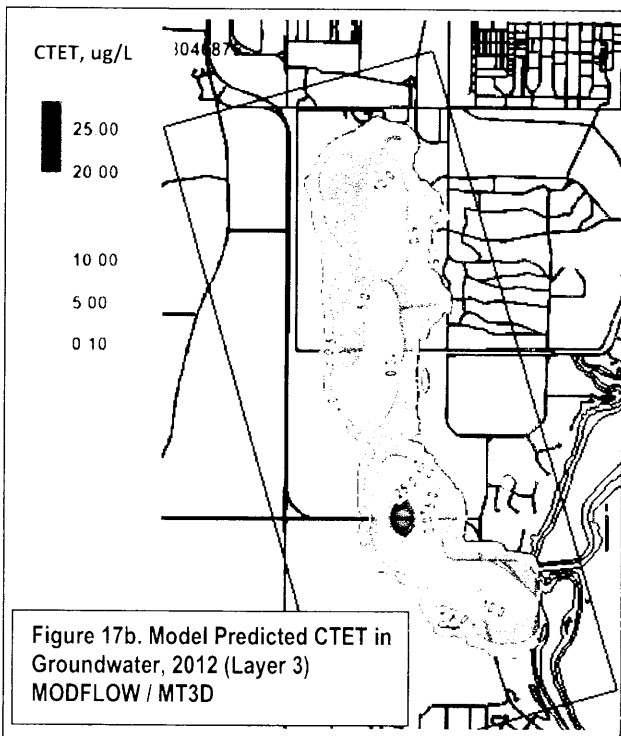 CTET, ug/L
25 00
20 00
10 00
5 00
0 10
Figure 17b. Model Predicted CTET in
Groundwater, 2012 (Layer 3)
MODFLOW / MT3D